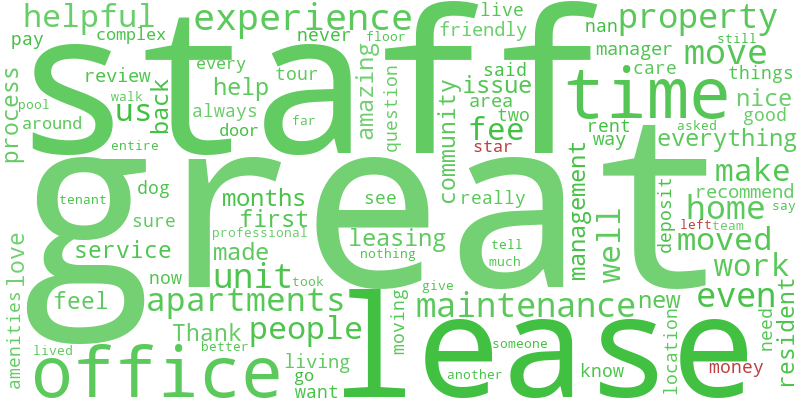 helpful
experience
live
nan
property
pay
complex
never
floor
friendly
still
staff
manager
move
review
every
tour
amazing
question
said
care
things
process
pool
walk
us
back
help
issue
time
nice
around
always
area
two
fee
rent
good
door
far
community
star
way
asked
everything
entire
great
tenant
dog
months
see
really
management
make
recommend
home
say
sure
first
professional
leasing
tell
much
nothing
well
deposit
left
team
moved
love
service
made
now
unit
took
work
feel
apartments
give
maintenance
new
event
amenities
Thank
people
moving
lease
location
need
resident
office
lived
better
living
go
want
someone
another
know
money